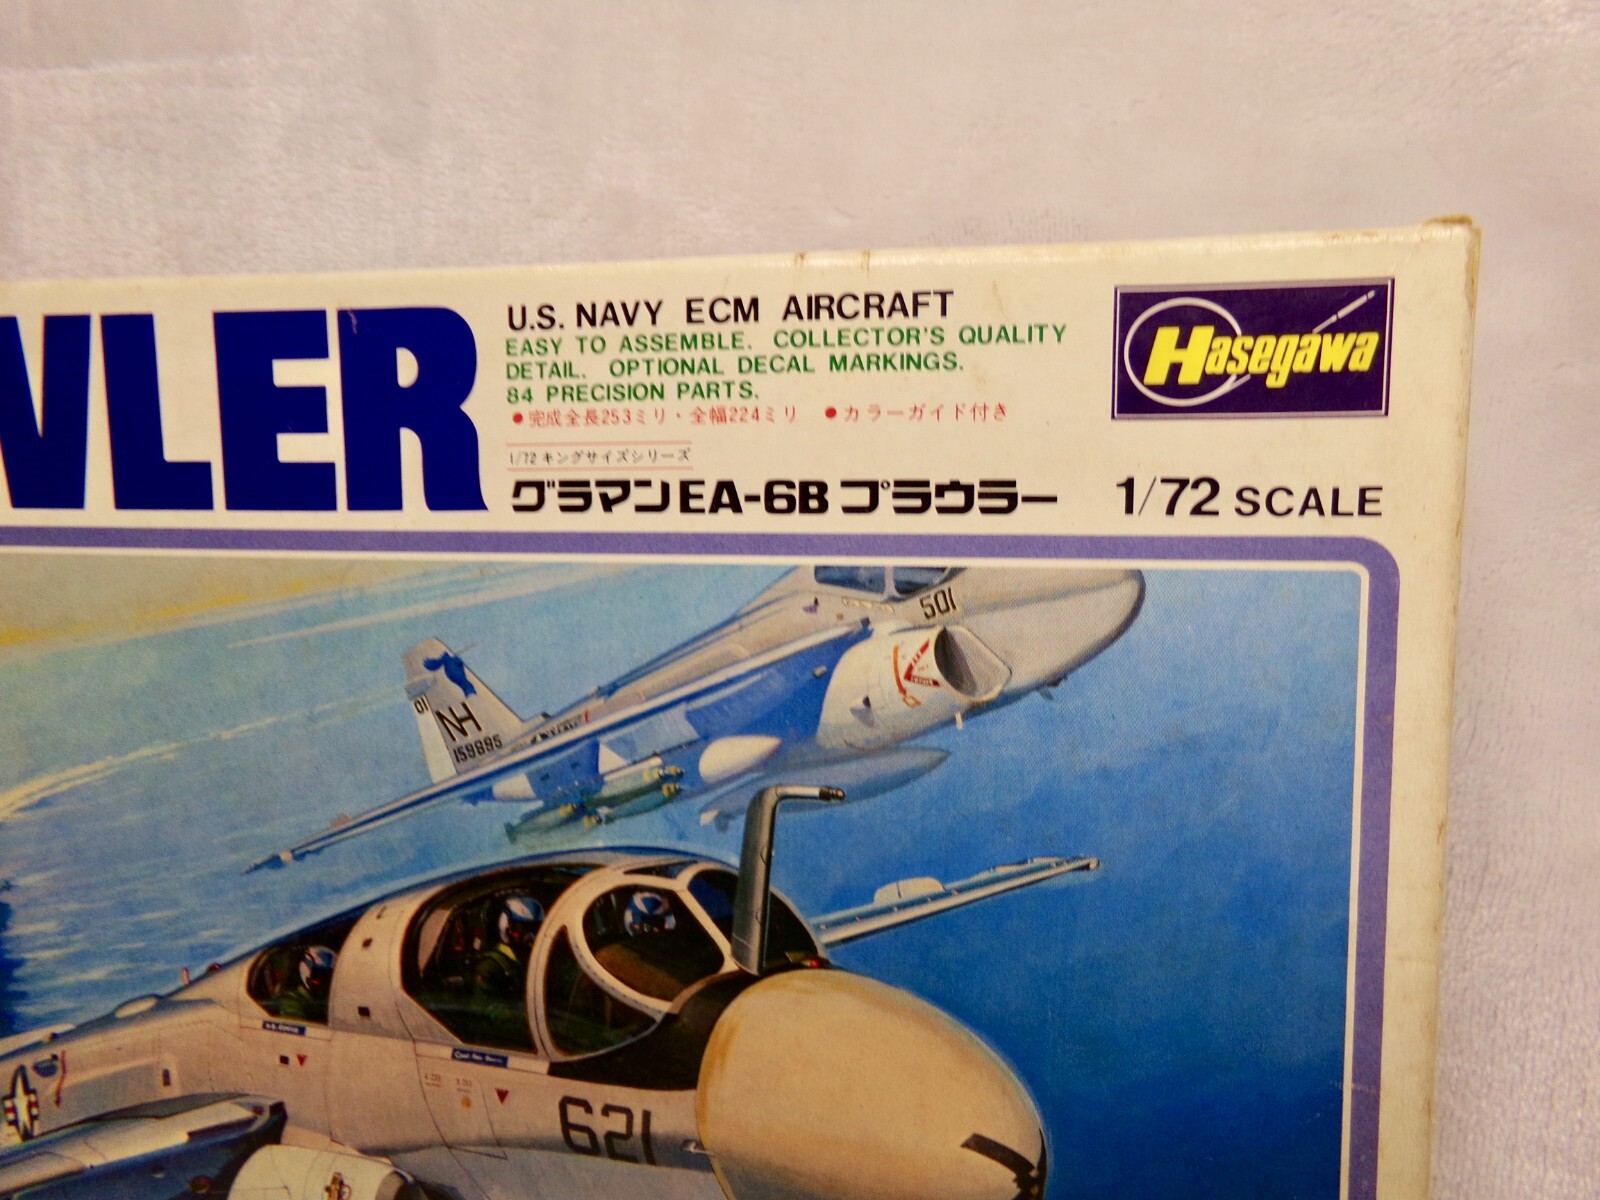 WLER
U.S. NAVY ECM AIRCRAFT
EASY TO ASSEMBLE. COLLECTOR'S QUALITY
DETAIL. OPTIONAL DECAL MARKINGS.
84 PRECISION PARTS.
●完成全長253ミリ・全幅224ミリ ●カラーガイド付き
1/72 キングサイズシリーズ
グラマンEA-6B プラウラー
Hasegawa
1/72 SCALE
501
01
NH
159895
621